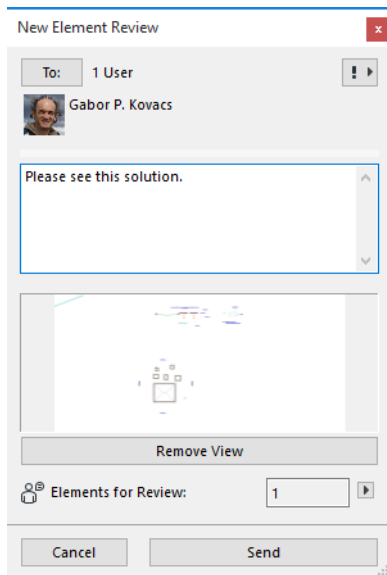 New Element Review
x
To: 1 User !
Gabor P. Kovacs
Please see this solution.
Remove View
Elements for Review: 1
Cancel Send